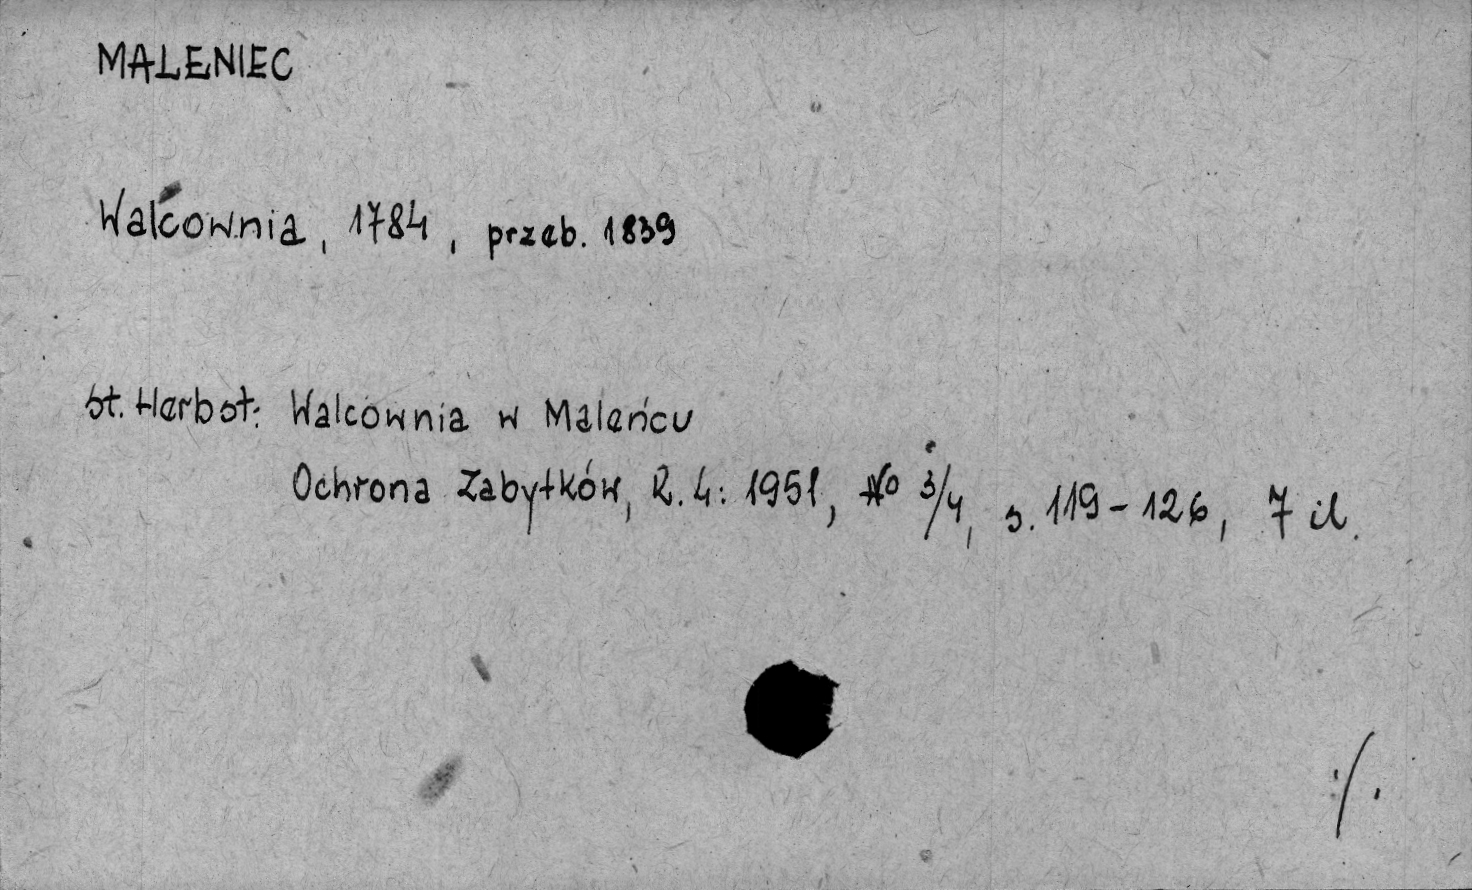 MALENIEC
Walcownia, 1784, przeb. 1839
St. Herbst: Walcownia w Maleńcu
Ochrona Zabytków, R. 4: 1951, No 3/4, s. 119-126, 7 il.
./.